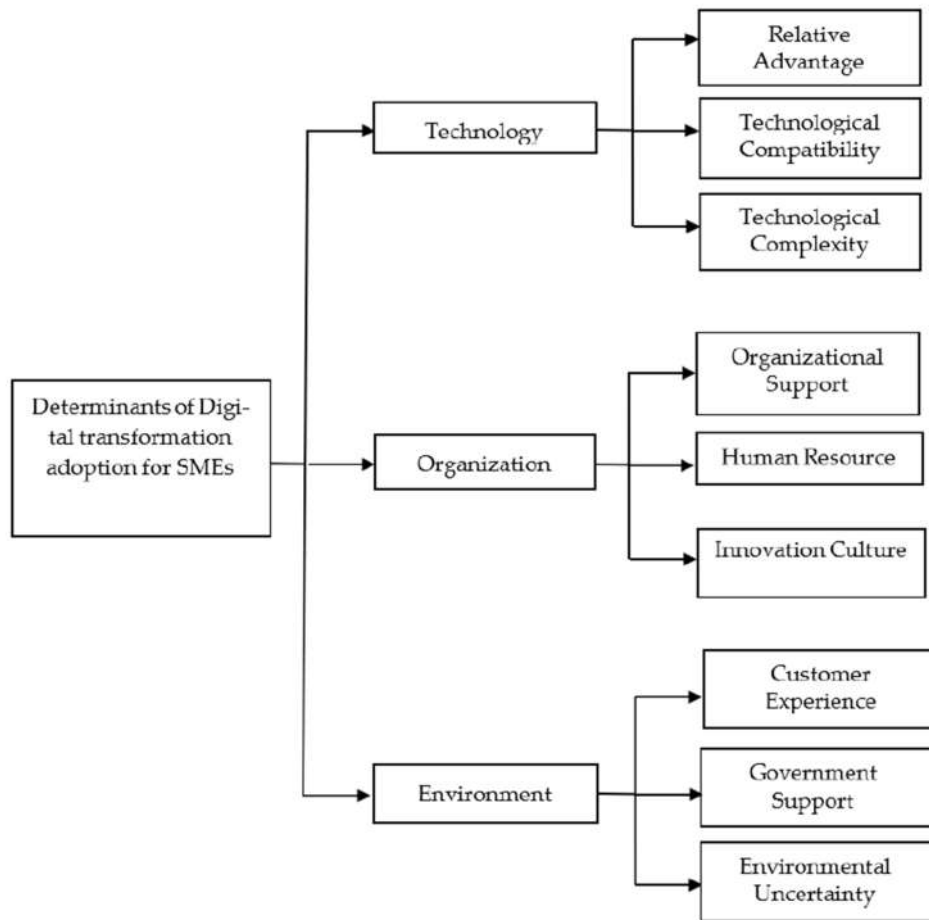 Relative
Advantage
Technology
Technological
Compatibility
Technological
Complexity
Organizational
Support
Determinants of Digi-
tal transformation
adoption for SMEs
Organization
Human Resource
Innovation Culture
Customer
Experience
Environment
Government
Support
Environmental
Uncertainty